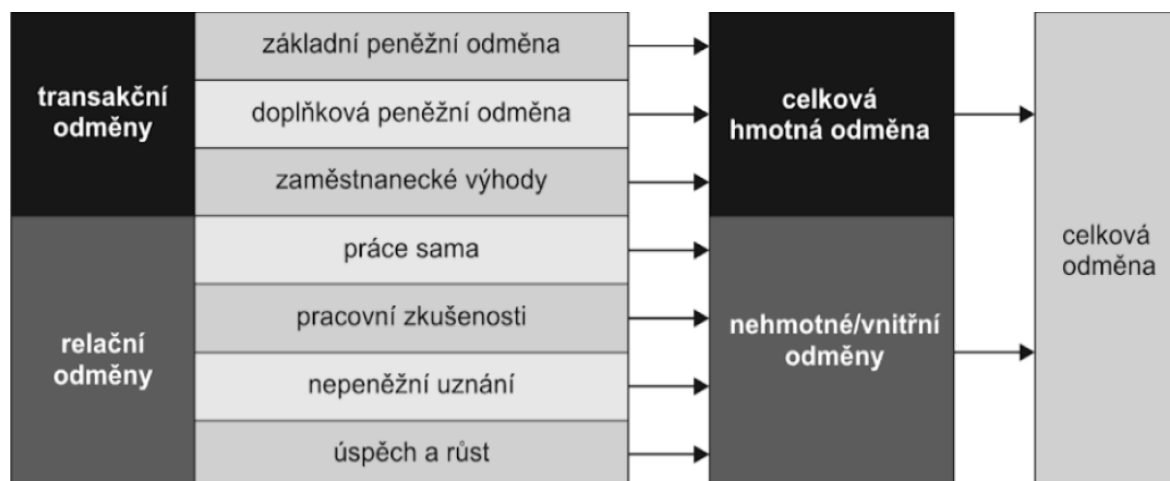 transakční
odměny
základní peněžní odměna
doplňková peněžní odměna
zaměstnanecké výhody
celková
hmotná odměna
relační
odměny
práce sama
pracovní zkušenosti
nepeněžní uznání
úspěch a růst
nehmotné/vnitřní
odměny
celková
odměna